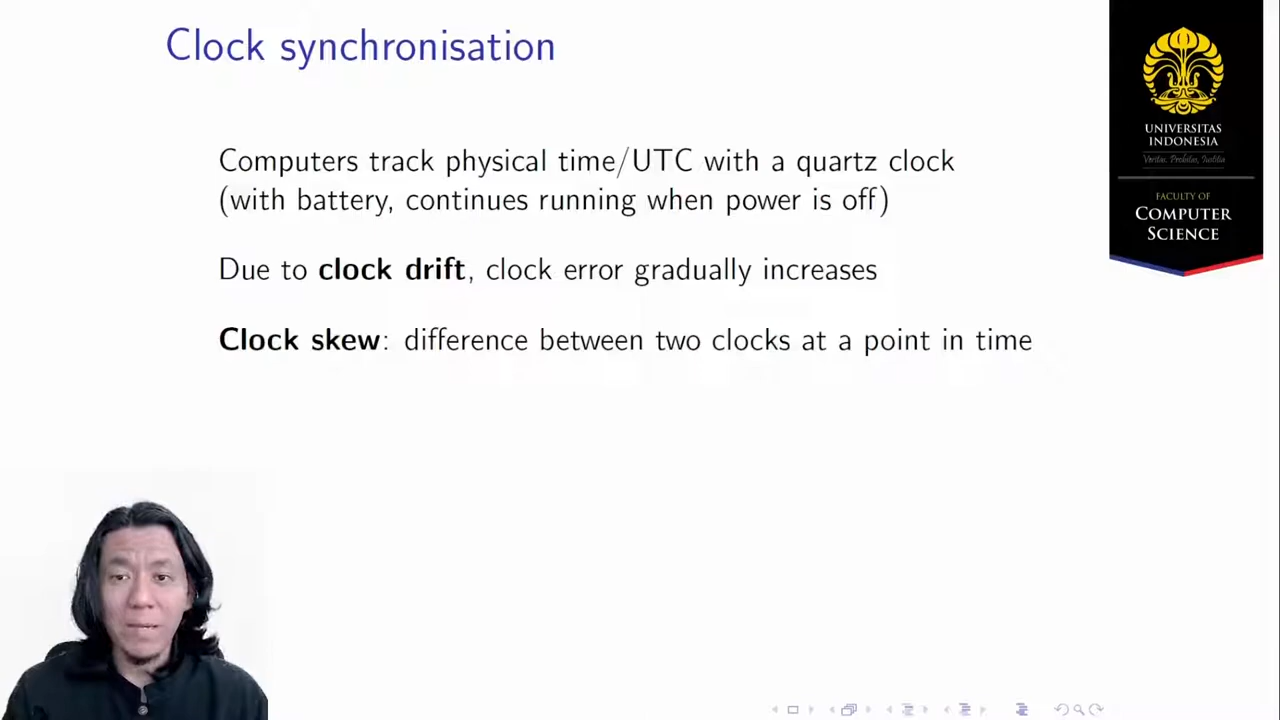 Clock synchronisation
Computers track physical time/UTC with a quartz clock
(with battery, continues running when power is off)
Due to clock drift, clock error gradually increases
Clock skew: difference between two clocks at a point in time
UNIVERSITAS
INDONESIA
Veritas, Probitas, Iustitia
FACULTY OF
COMPUTER
SCIENCE